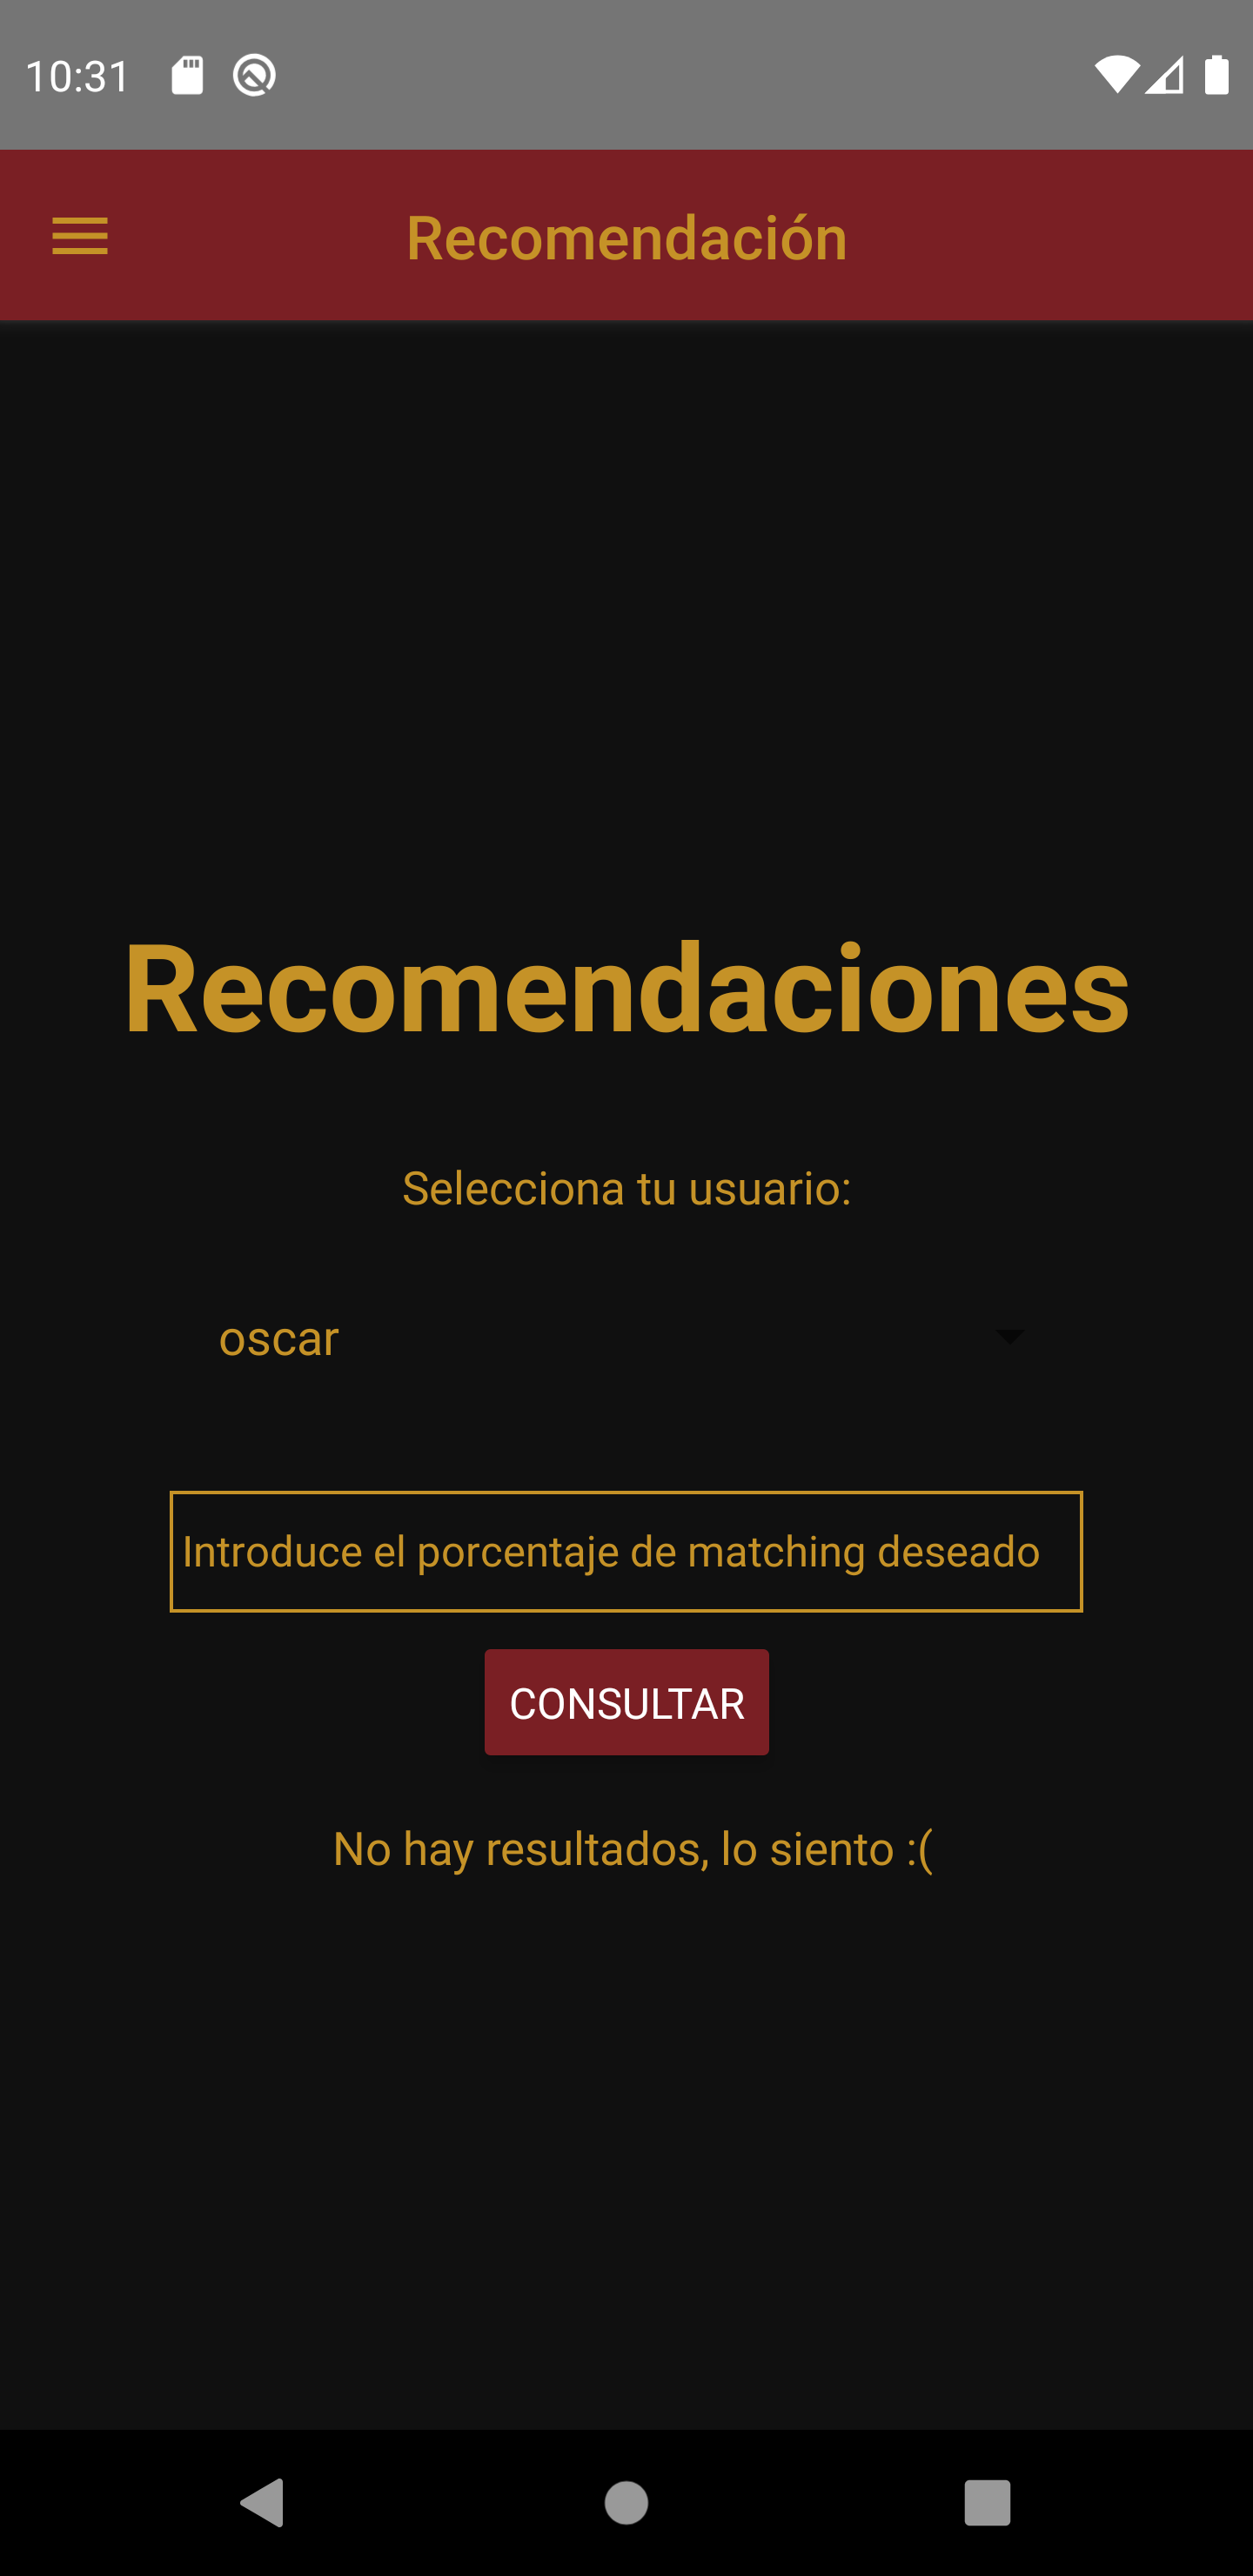 10:31
Recomendación
Recomendaciones
Selecciona tu usuario:
oscar
Introduce el porcentaje de matching deseado
CONSULTAR
No hay resultados, lo siento :(